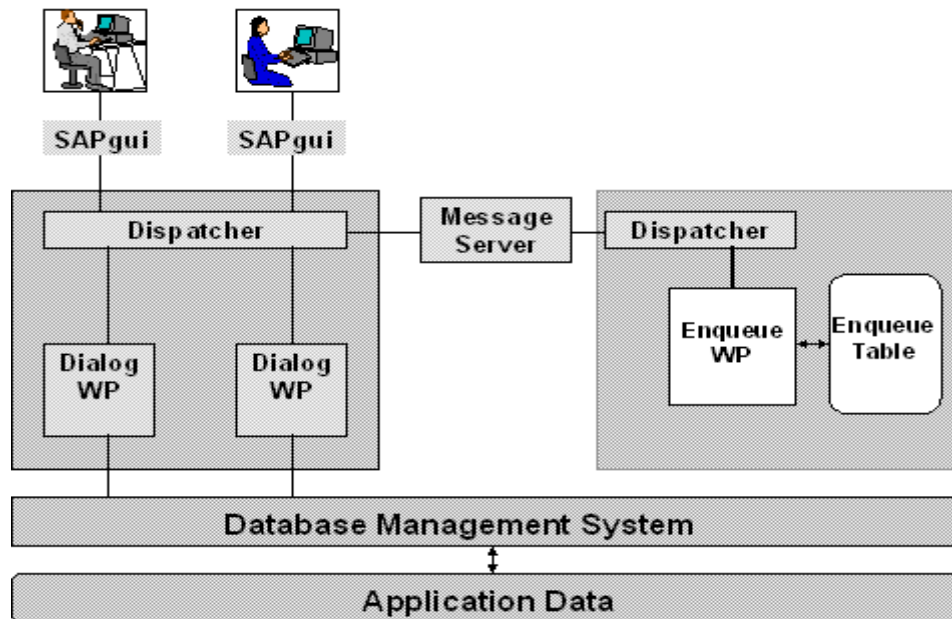 SAPgui
SAPgui
Dispatcher
Message
Server
Dispatcher
Enqueue
WP
Enqueue
Table
Dialog
WP
Dialog
WP
Database Management System
Application Data